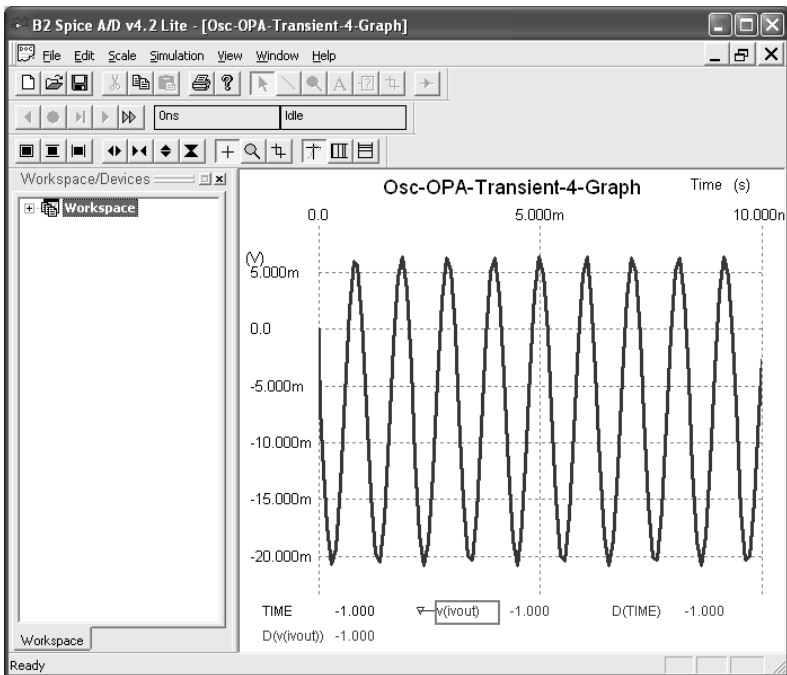 B2 Spice A/D v4.2 Lite - [Osc-OPA-Transient-4-Graph]
File Edit Scale Simulation View Window Help
0ns Idle
Workspace/Devices
Workspace
Osc-OPA-Transient-4-Graph Time (s)
0.0 5.000m 10.000n
(V)
5.000m
0.0
-5.000m
-10.000m
-15.000m
-20.000m
TIME -1.000 v(ivout) -1.000 D(TIME) -1.000
D(v(ivout)) -1.000
Workspace
Ready